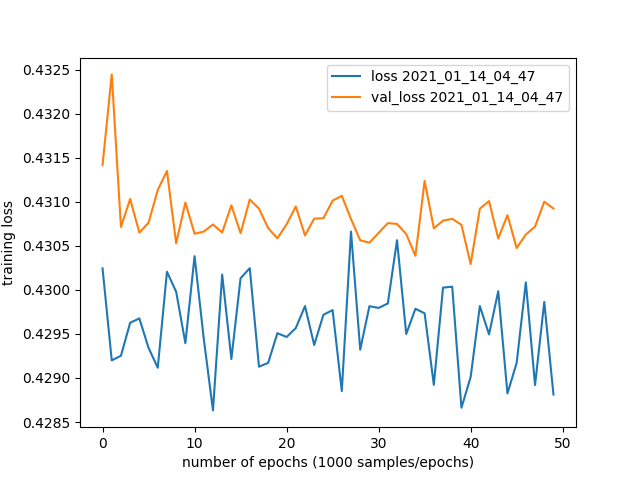 0.4325
0.4320
0.4315
0.4310
0.4305
0.4300
0.4295
0.4290
0.4285
training loss
loss 2021_01_14_04_47
val_loss 2021_01_14_04_47
0 10 20 30 40 50
number of epochs (1000 samples/epochs)